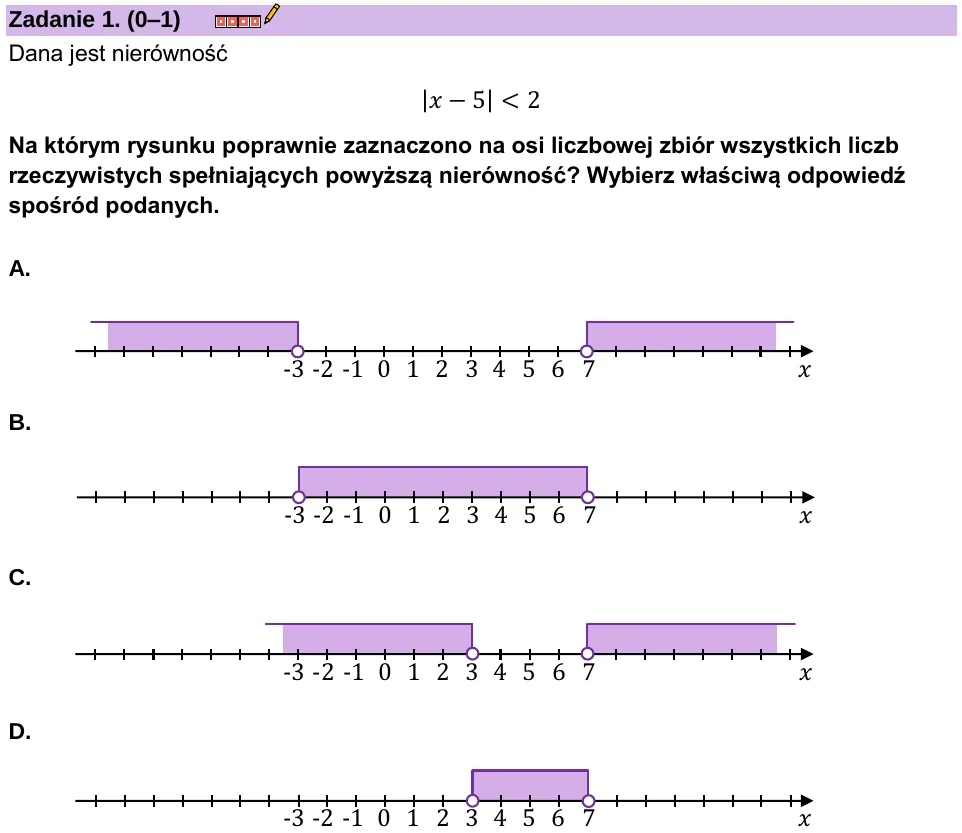 Zadanie 1. (0–1)
Dana jest nierówność
|x − 5| < 2
Na którym rysunku poprawnie zaznaczono na osi liczbowej zbiór wszystkich liczb
rzeczywistych spełniających powyższą nierówność? Wybierz właściwą odpowiedź
spośród podanych.
A.
-3 -2 -1 0 1 2 3 4 5 6 7 x
B.
-3 -2 -1 0 1 2 3 4 5 6 7 x
C.
-3 -2 -1 0 1 2 3 4 5 6 7 x
D.
-3 -2 -1 0 1 2 3 4 5 6 7 x